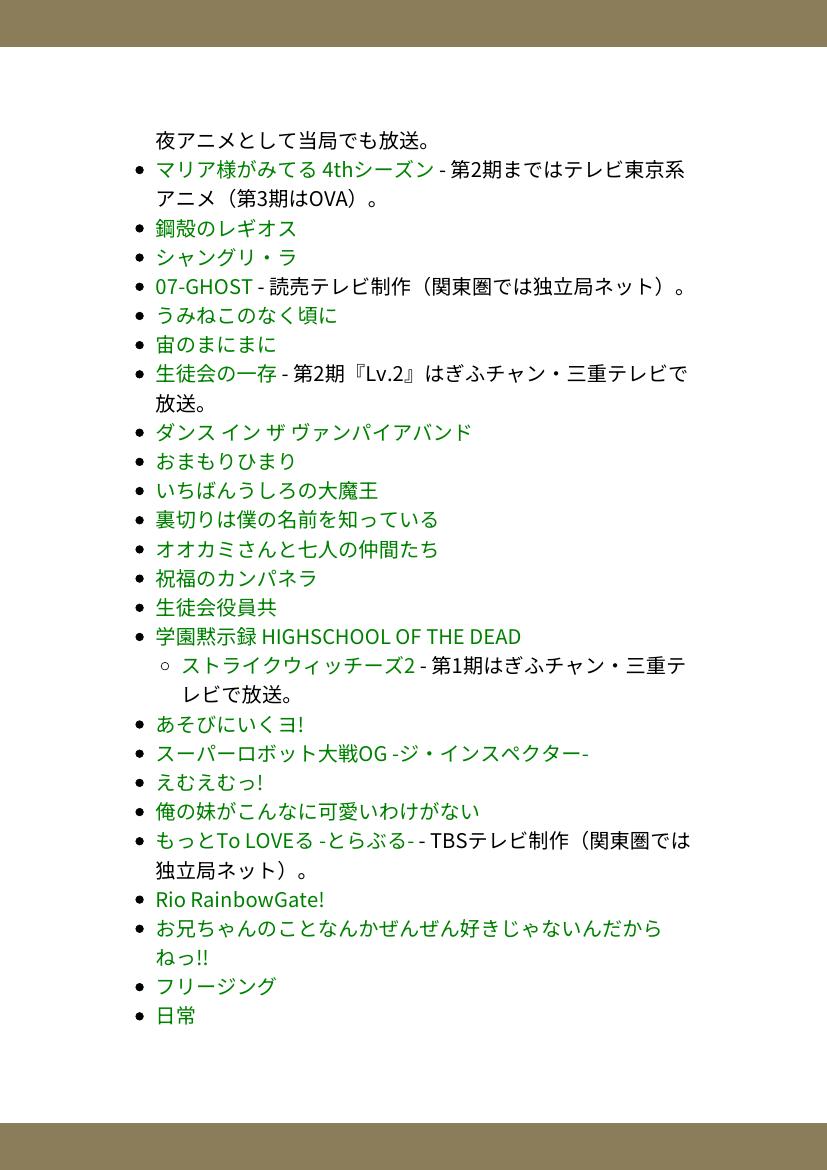 夜アニメとして当局でも放送。
マリア様がみてる 4thシーズン - 第2期まではテレビ東京系
アニメ（第3期はOVA）。
鋼殻のレギオス
シャングリ・ラ
07-GHOST - 読売テレビ制作（関東圏では独立局ネット）。
うみねこのなく頃に
宙のまにまに
生徒会の一存 - 第2期『Lv.2』はぎふチャン・三重テレビで
放送。
ダンス イン ザ ヴァンパイアバンド
おまもりひまり
いちばんうしろの大魔王
裏切りは僕の名前を知っている
オオカミさんと七人の仲間たち
祝福のカンパネラ
生徒会役員共
学園黙示録 HIGHSCHOOL OF THE DEAD
ストライクウィッチーズ2 - 第1期はぎふチャン・三重テ
レビで放送。
あそびにいくヨ!
スーパーロボット大戦OG -ジ・インスペクター-
えむえむっ!
俺の妹がこんなに可愛いわけがない
もっとTo LOVEる -とらぶる- - TBSテレビ制作（関東圏では
独立局ネット）。
Rio RainbowGate!
お兄ちゃんのことなんかぜんぜん好きじゃないんだから
ねっ!!
フリージング
日常